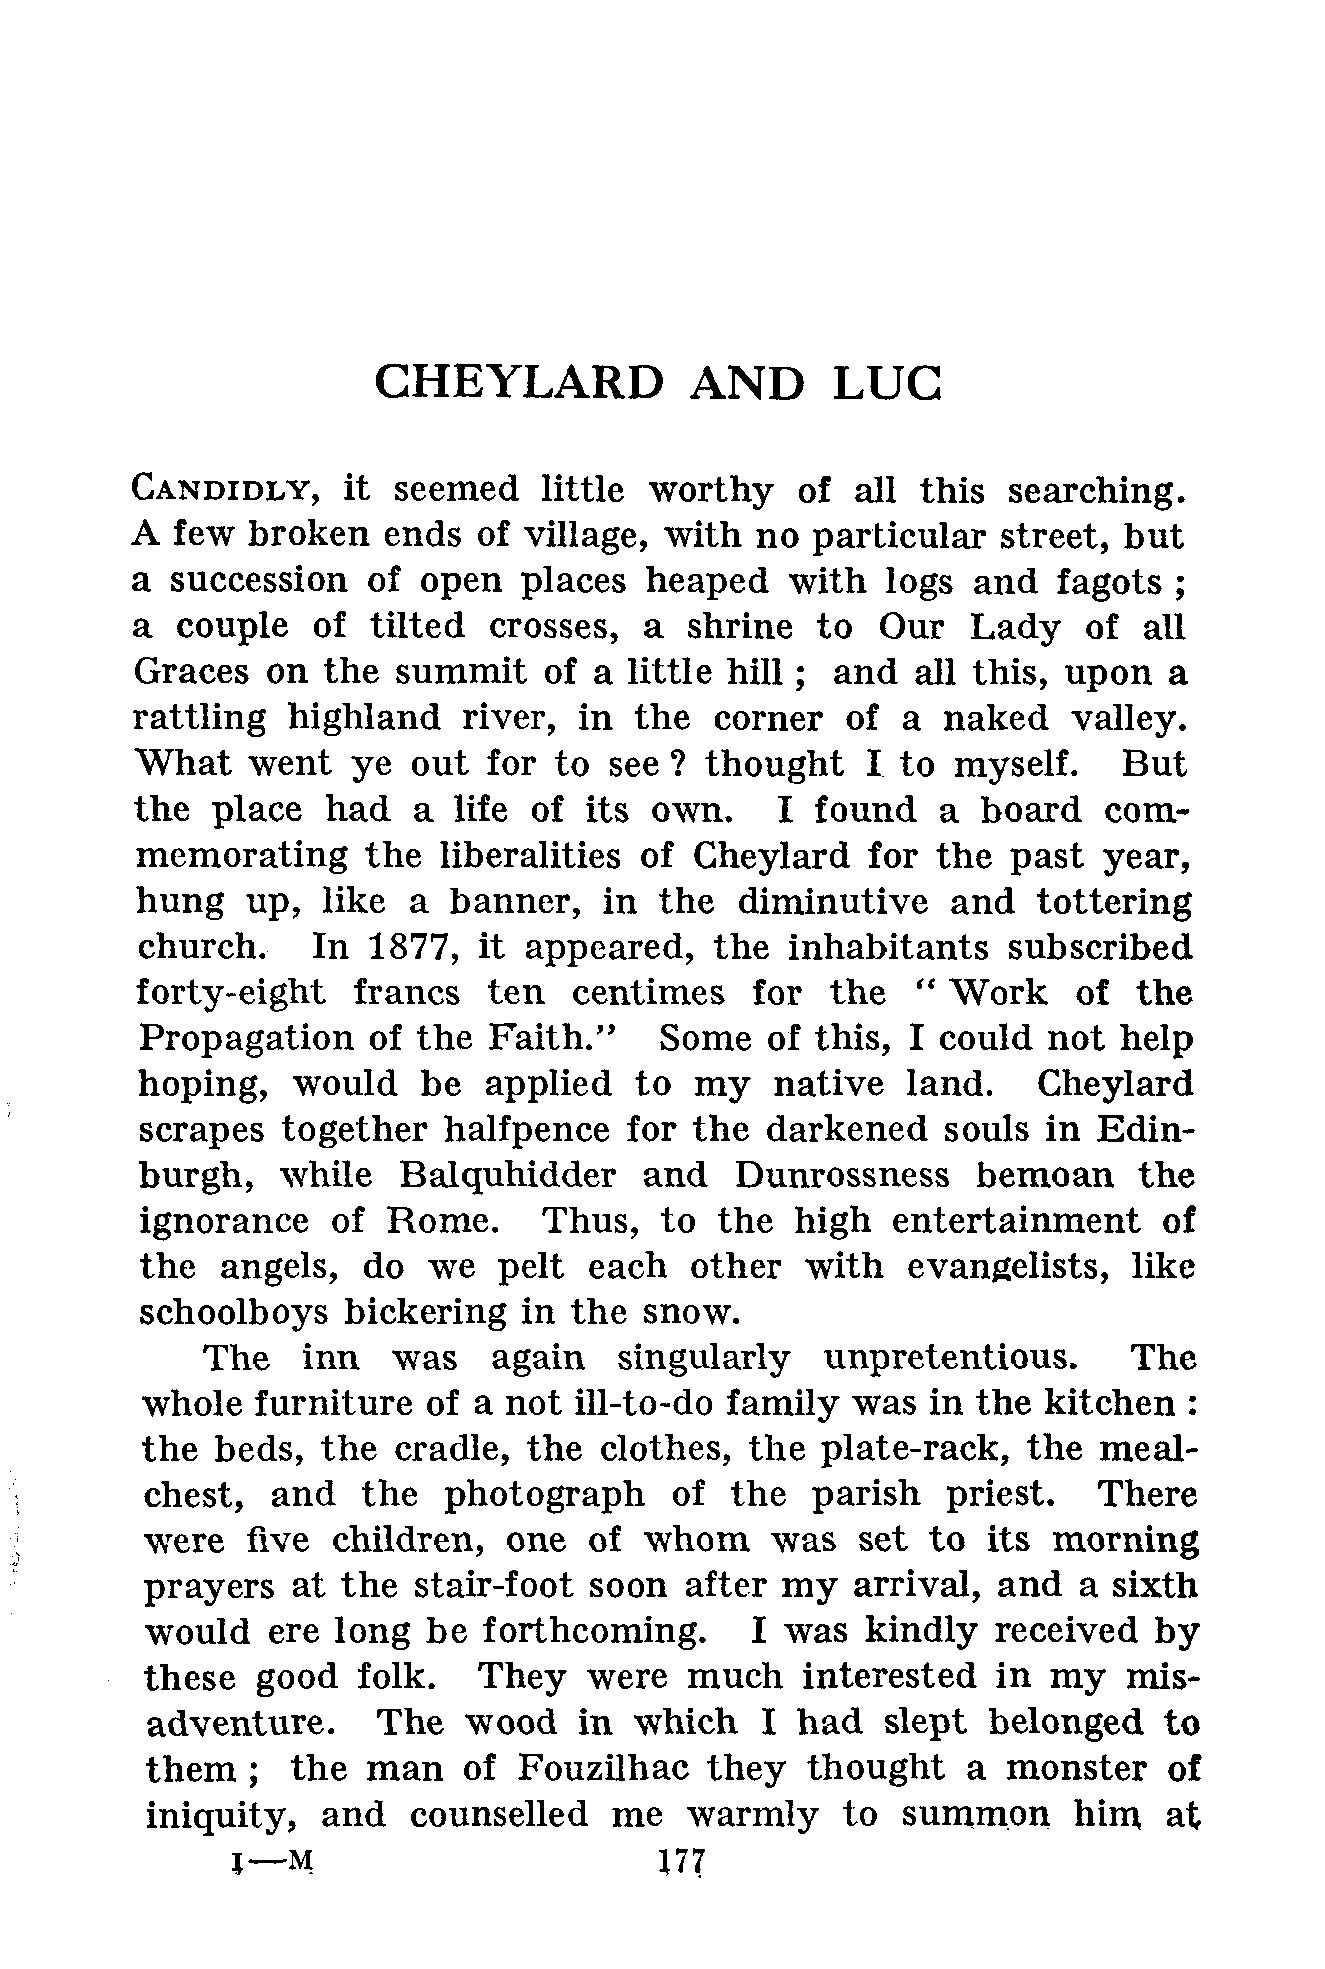 CHEYLARD AND LUC
CANDIDLY, it seemed little worthy of all this searching.
A few broken ends of village, with no particular street, but
a succession of open places heaped with logs and fagots ;
a couple of tilted crosses, a shrine to Our Lady of all
Graces on the summit of a little hill ; and all this, upon a
rattling highland river, in the corner of a naked valley.
What went ye out for to see ? thought I to myself. But
the place had a life of its own. I found a board com-
memorating the liberalities of Cheylard for the past year,
hung up, like a banner, in the diminutive and tottering
church. In 1877, it appeared, the inhabitants subscribed
forty-eight francs ten centimes for the “ Work of the
Propagation of the Faith.” Some of this, I could not help
hoping, would be applied to my native land. Cheylard
scrapes together halfpence for the darkened souls in Edin-
burgh, while Balquhidder and Dunrossness bemoan the
ignorance of Rome. Thus, to the high entertainment of
the angels, do we pelt each other with evangelists, like
schoolboys bickering in the snow.
The inn was again singularly unpretentious. The
whole furniture of a not ill-to-do family was in the kitchen :
the beds, the cradle, the clothes, the plate-rack, the meal-
chest, and the photograph of the parish priest. There
were five children, one of whom was set to its morning
prayers at the stair-foot soon after my arrival, and a sixth
would ere long be forthcoming. I was kindly received by
these good folk. They were much interested in my mis-
adventure. The wood in which I had slept belonged to
them ; the man of Fouzilhac they thought a monster of
iniquity, and counselled me warmly to summon him at
I—M 177